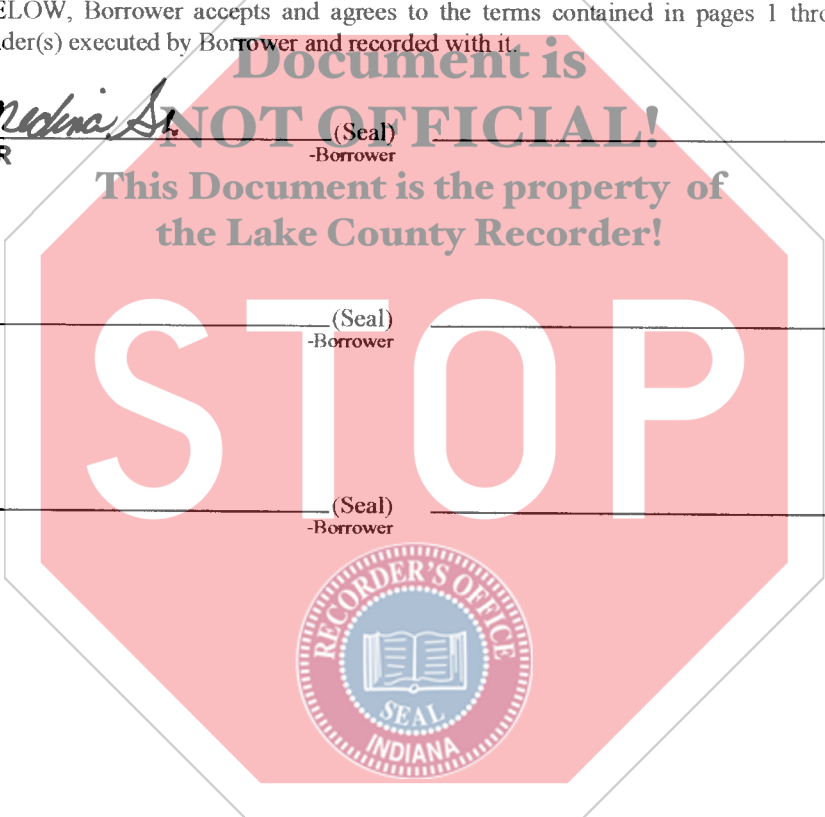 ELOW, Borrower accepts and agrees to the terms contained in pages 1 thro
der(s) executed by Borrower and recorded with it.
Document is
NOT OFFICIAL!
Medina Sr.
(Seal)
R
-Borrower
This Document is the property of
the Lake County Recorder!
STOP
(Seal)
-Borrower
(Seal)
-Borrower
RECORDER'S OFFICE
SEAL
INDIANA